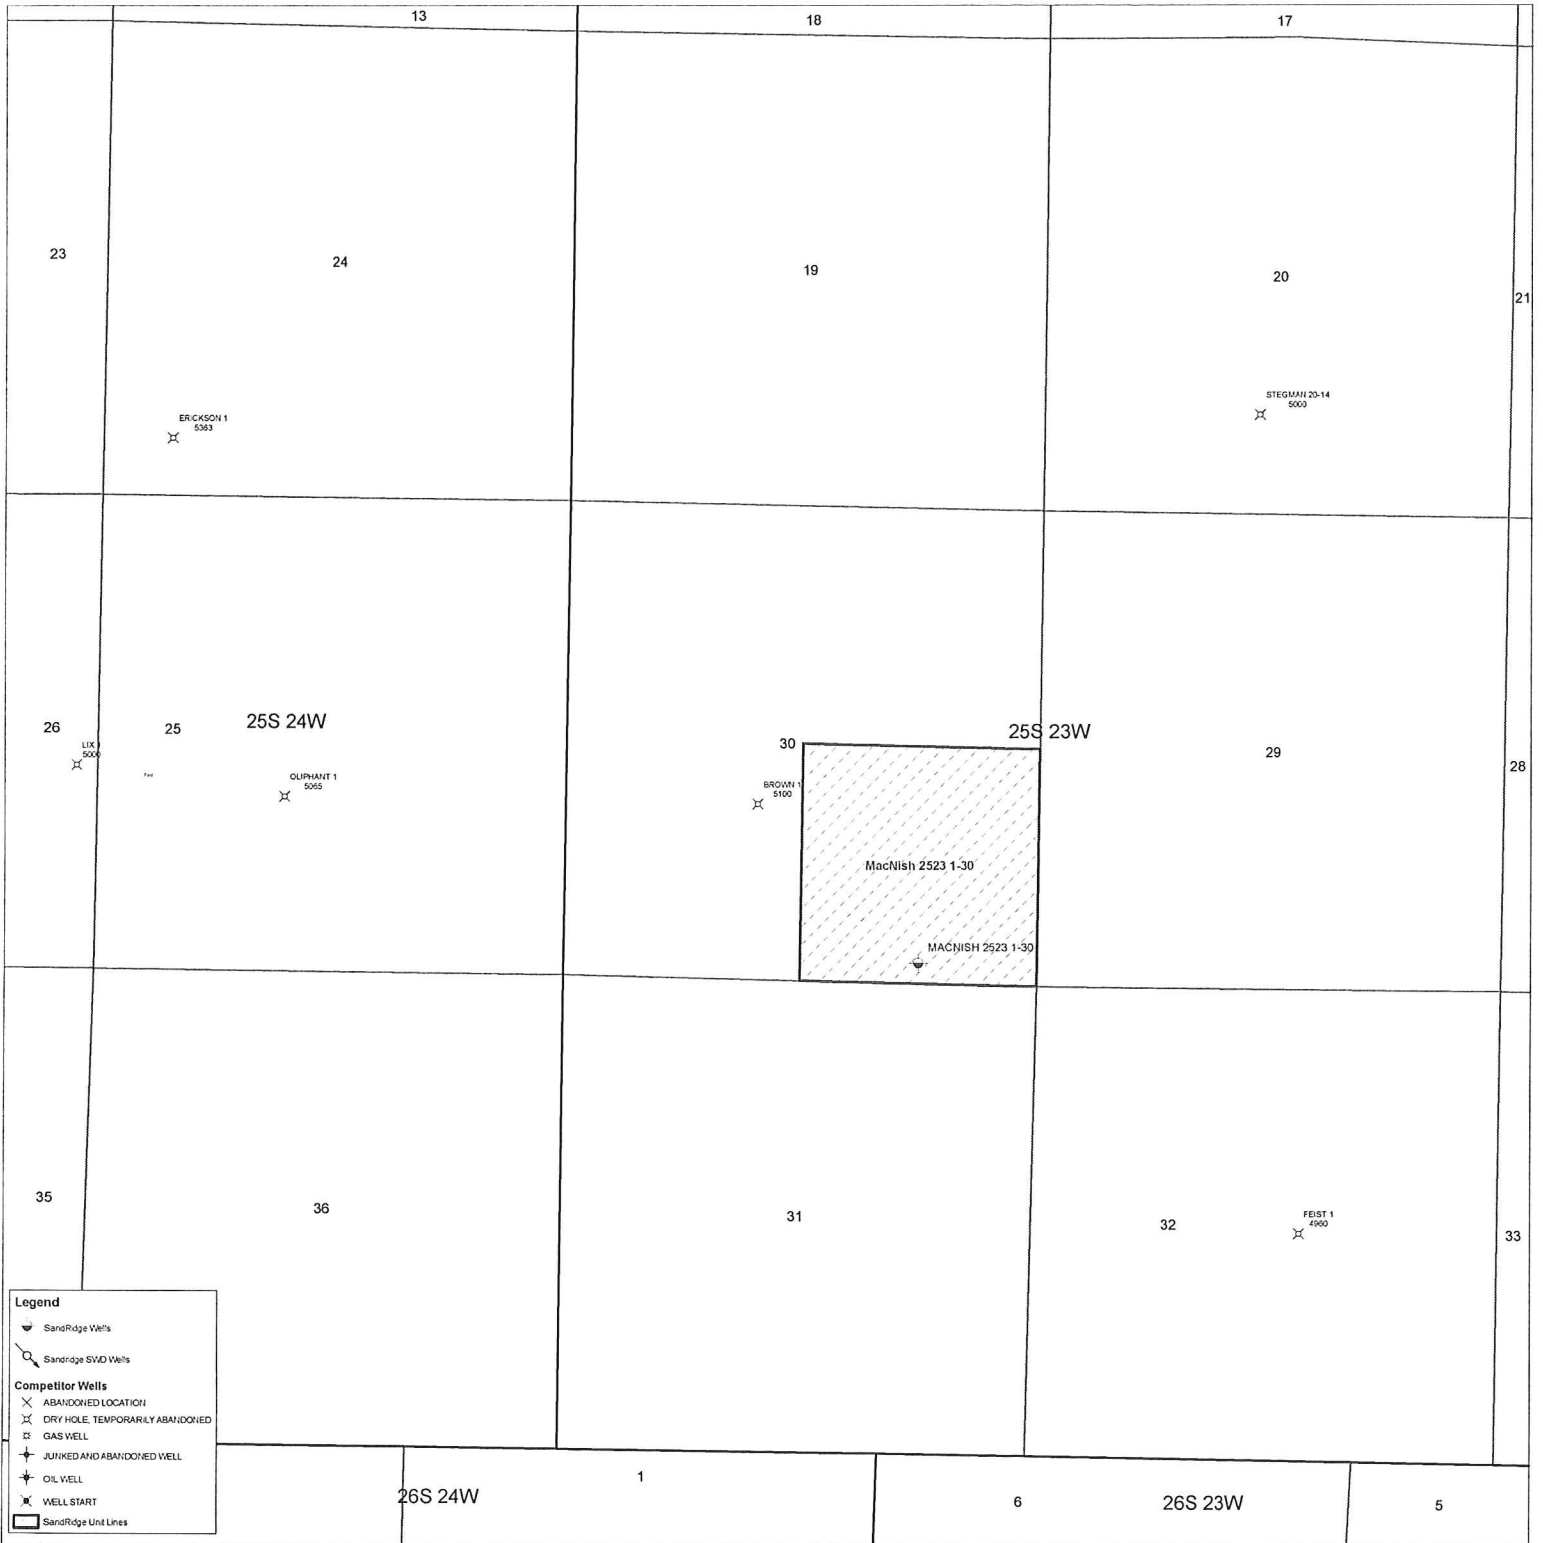 13
18
17
23
24
19
20
21
ERICKSON 1
5363
STEGMAN 20-14
5000
26
25
25S 24W
LIX
5000
OLIPHANT 1
5065
30
25S 23W
29
28
BROWN 1
5100
MacNish 2523 1-30
MACNISH 2523 1-30
35
36
31
32
FEIST 1
4960
33
Legend
SandRidge Wells
Sandridge SWD Wells
Competitor Wells
ABANDONED LOCATION
DRY HOLE, TEMPORARILY ABANDONED
GAS WELL
JUNKED AND ABANDONED WELL
OIL WELL
WELL START
SandRidge Unit Lines
1
26S 24W
6
26S 23W
5